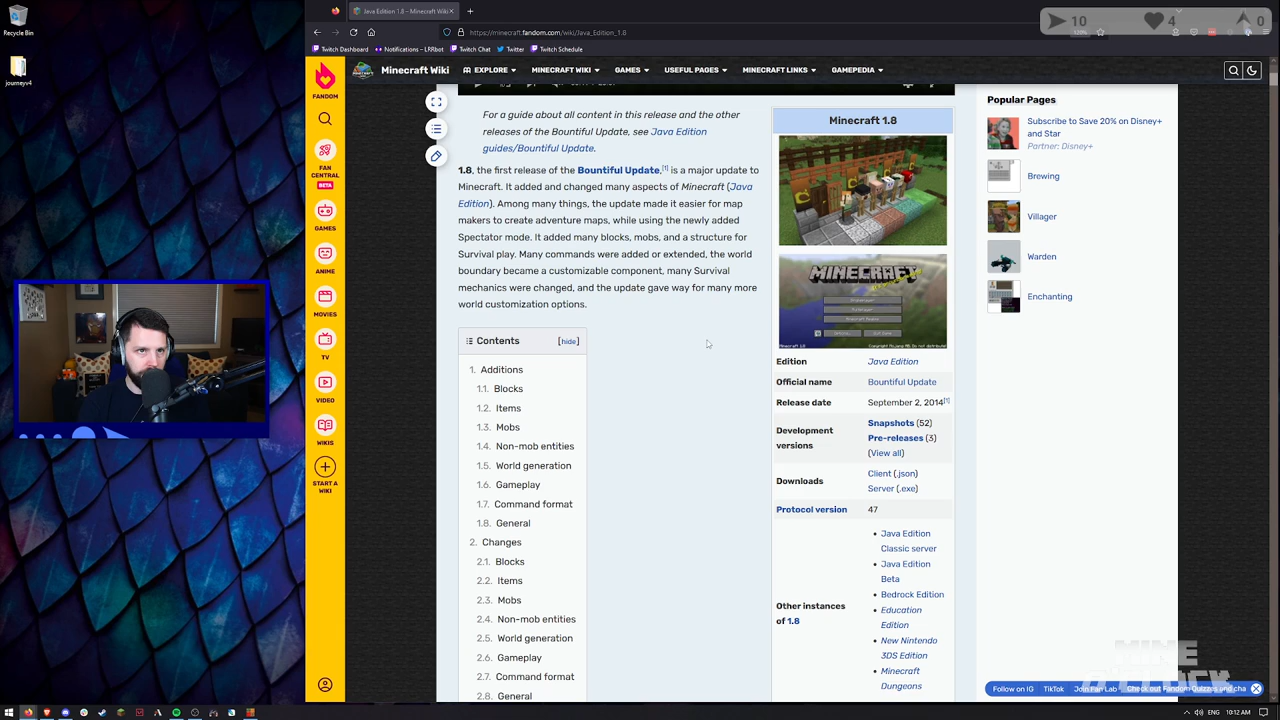 Recycle Bin
journeyv4
Java Edition 1.8 – Minecraft Wiki
https://minecraft.fandom.com/wiki/Java_Edition_1.8
120%
10
4
0
Twitch Dashboard
Notifications – LRRbot
Twitch Chat
Twitter
Twitch Schedule
FANDOM
FAN CENTRAL
BETA
GAMES
ANIME
MOVIES
TV
VIDEO
WIKIS
START A WIKI
Minecraft Wiki
EXPLORE
MINECRAFT WIKI
GAMES
USEFUL PAGES
MINECRAFT LINKS
GAMEPEDIA
For a guide about all content in this release and the other
releases of the Bountiful Update, see Java Edition
guides/Bountiful Update.
1.8, the first release of the Bountiful Update,[1] is a major update to
Minecraft. It added and changed many aspects of Minecraft (Java
Edition). Among many things, the update made it easier for map
makers to create adventure maps, while using the newly added
Spectator mode. It added many blocks, mobs, and a structure for
Survival play. Many commands were added or extended, the world
boundary became a customizable component, many Survival
mechanics were changed, and the update gave way for many more
world customization options.
Contents [hide]
1. Additions
1.1. Blocks
1.2. Items
1.3. Mobs
1.4. Non-mob entities
1.5. World generation
1.6. Gameplay
1.7. Command format
1.8. General
2. Changes
2.1. Blocks
2.2. Items
2.3. Mobs
2.4. Non-mob entities
2.5. World generation
2.6. Gameplay
2.7. Command format
2.8. General
Minecraft 1.8
MINECRAFT
Edition Java Edition
Official name Bountiful Update
Release date September 2, 2014[1]
Development versions
Snapshots (52)
Pre-releases (3)
(View all)
Downloads
Client (.json)
Server (.exe)
Protocol version 47
Other instances of 1.8
Java Edition
Classic server
Java Edition
Beta
Bedrock Edition
Education
Edition
New Nintendo
3DS Edition
Minecraft
Dungeons
Popular Pages
Subscribe to Save 20% on Disney+
and Star
Partner: Disney+
Brewing
Villager
Warden
Enchanting
MINE
Follow on IG
TikTok
Join Fan Lab
Check out Fandom Quizzes and cha
ENG
10:12 AM